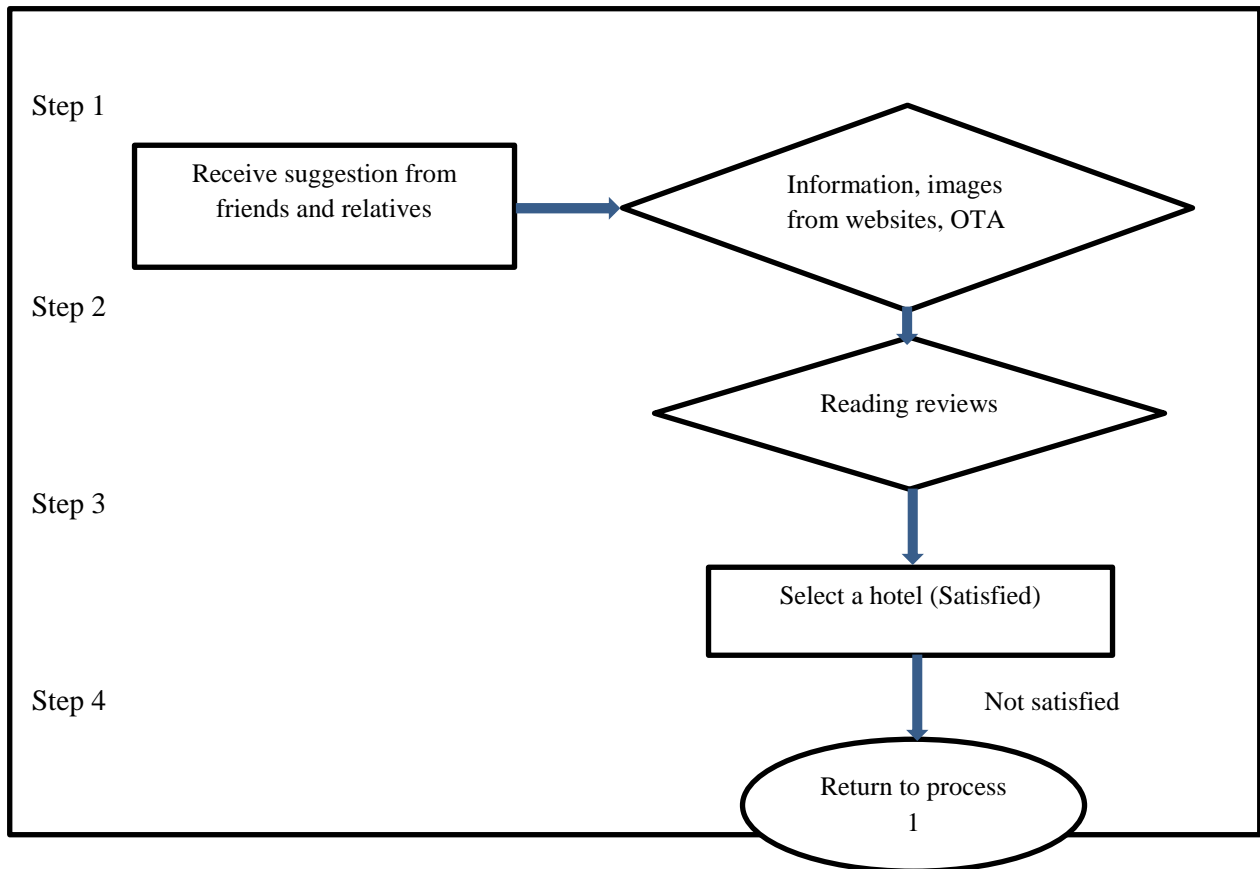 Step 1
Receive suggestion from
friends and relatives
Information, images
from websites, OTA
Step 2
Reading reviews
Step 3
Select a hotel (Satisfied)
Step 4
Not satisfied
Return to process
1